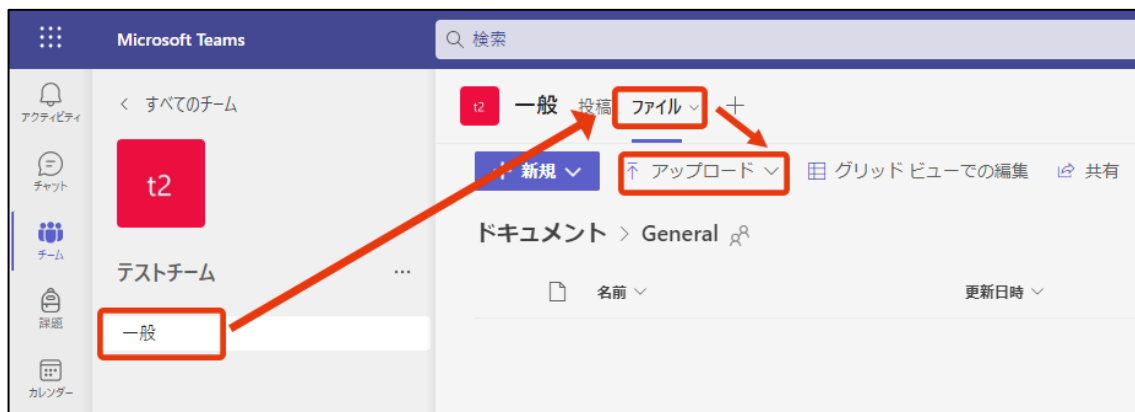 Microsoft Teams
検索
アクティビティ
チャット
チーム
課題
カレンダー
すべてのチーム
t2
テストチーム
...
一般
t2 一般 投稿 ファイル
新規 アップロード グリッド ビューでの編集 共有
ドキュメント > General
名前 更新日時